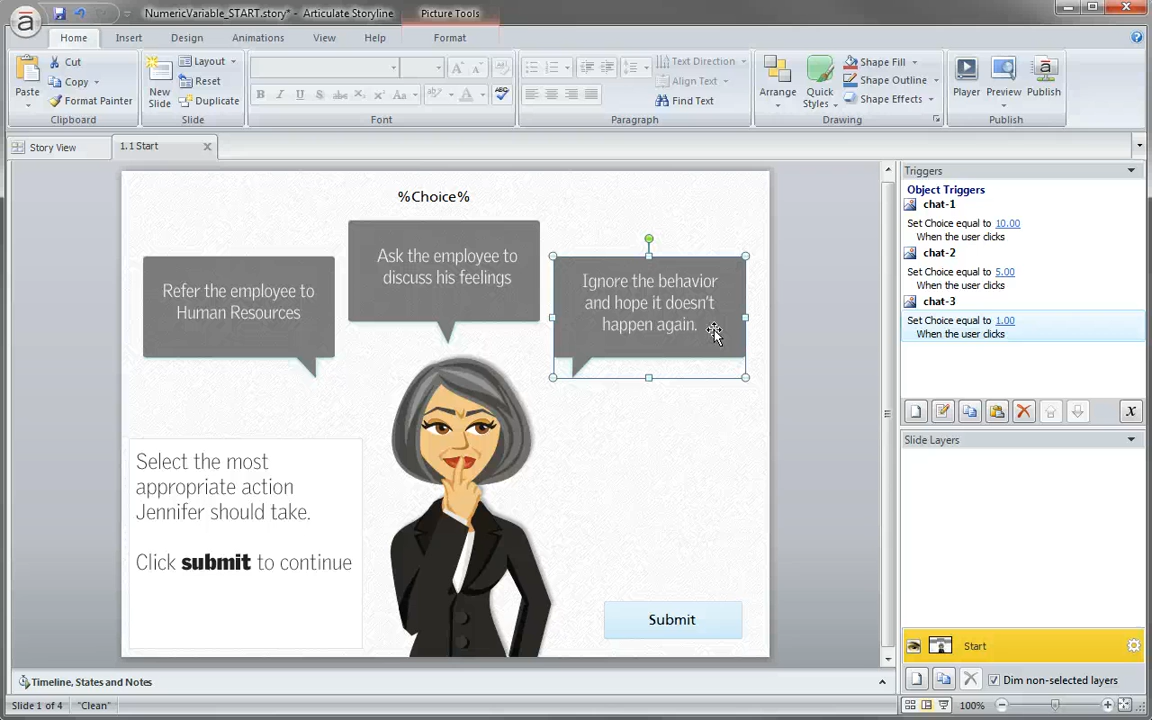 NumericVariable_START.story* - Articulate Storyline
Picture Tools
Home
Insert
Design
Animations
View
Help
Format
Paste
Cut
Copy
Format Painter
Clipboard
New
Slide
Layout
Reset
Duplicate
Slide
Font
Text Direction
Align Text
Find Text
Paragraph
Arrange
Quick
Styles
Shape Fill
Shape Outline
Shape Effects
Drawing
Player
Preview
Publish
Publish
Story View
1.1 Start
%Choice%
Refer the employee to
Human Resources
Ask the employee to
discuss his feelings
Ignore the behavior
and hope it doesn't
happen again.
Select the most
appropriate action
Jennifer should take.
Click submit to continue
Submit
Triggers
Object Triggers
chat-1
Set Choice equal to 10.00
When the user clicks
chat-2
Set Choice equal to 5.00
When the user clicks
chat-3
Set Choice equal to 1.00
When the user clicks
Slide Layers
Start
Dim non-selected layers
Timeline, States and Notes
Slide 1 of 4
"Clean"
100%